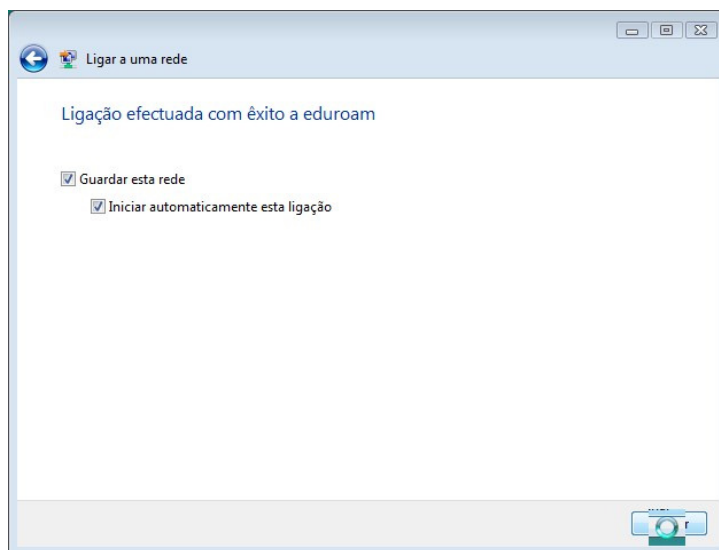 Ligar a uma rede
Ligação efectuada com êxito a eduroam
Guardar esta rede
Iniciar automaticamente esta ligação